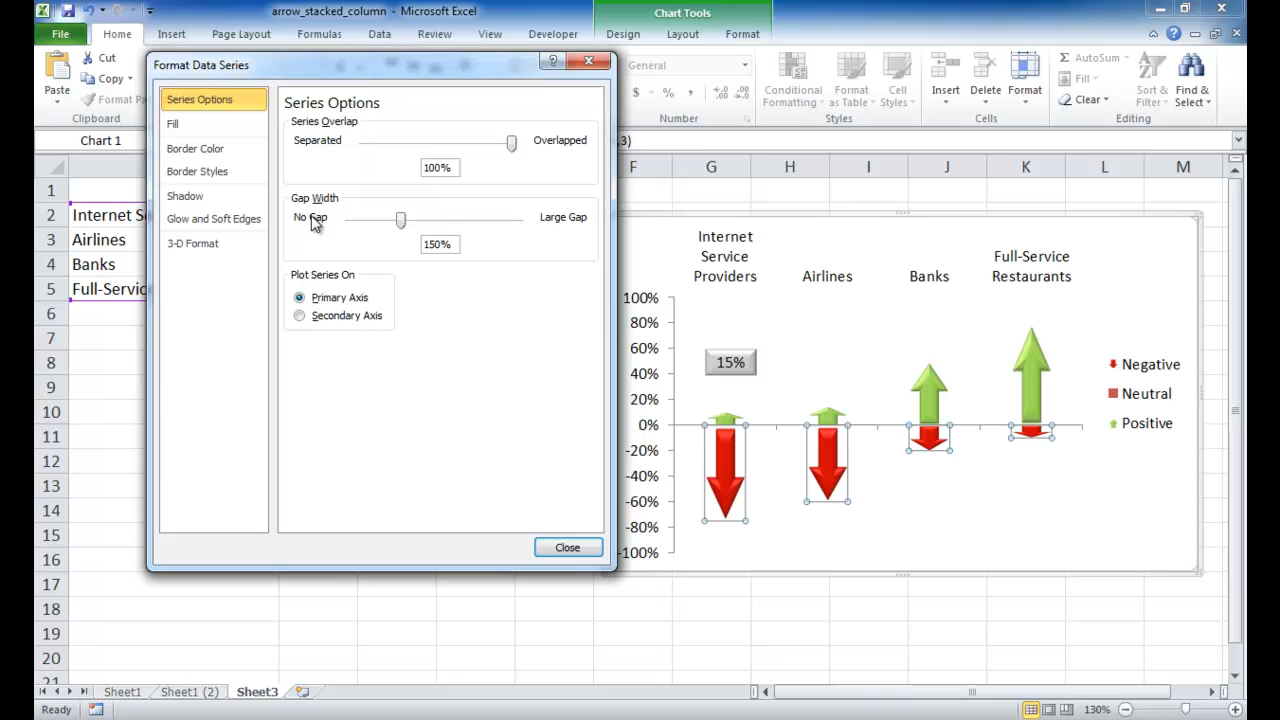 arrow_stacked_column - Microsoft Excel
Chart Tools
File Home Insert Page Layout Formulas Data Review View Developer Design Layout Format
Paste
Cut
Copy
Format Pa
Clipboard
General
$ % ,
Number
Conditional Formatting
Format as Table
Cell Styles
Styles
Insert
Delete
Format
Cells
Σ AutoSum
Fill
Clear
Sort & Filter
Find & Select
Editing
Chart 1
,3)
F G H I J K L M
1
2 Internet S
3 Airlines
4 Banks
5 Full-Servic
6
7
8
9
10
11
12
13
14
15
16
17
18
19
20
21
Format Data Series
Series Options
Fill
Border Color
Border Styles
Shadow
Glow and Soft Edges
3-D Format
Series Options
Series Overlap
Separated Overlapped
100%
Gap Width
No Gap Large Gap
150%
Plot Series On
Primary Axis
Secondary Axis
Close
Internet Service Providers
Airlines
Banks
Full-Service Restaurants
100%
80%
60%
40%
20%
0%
-20%
-40%
-60%
-80%
-100%
15%
Negative
Neutral
Positive
Sheet1 Sheet1 (2) Sheet3
Ready
130%